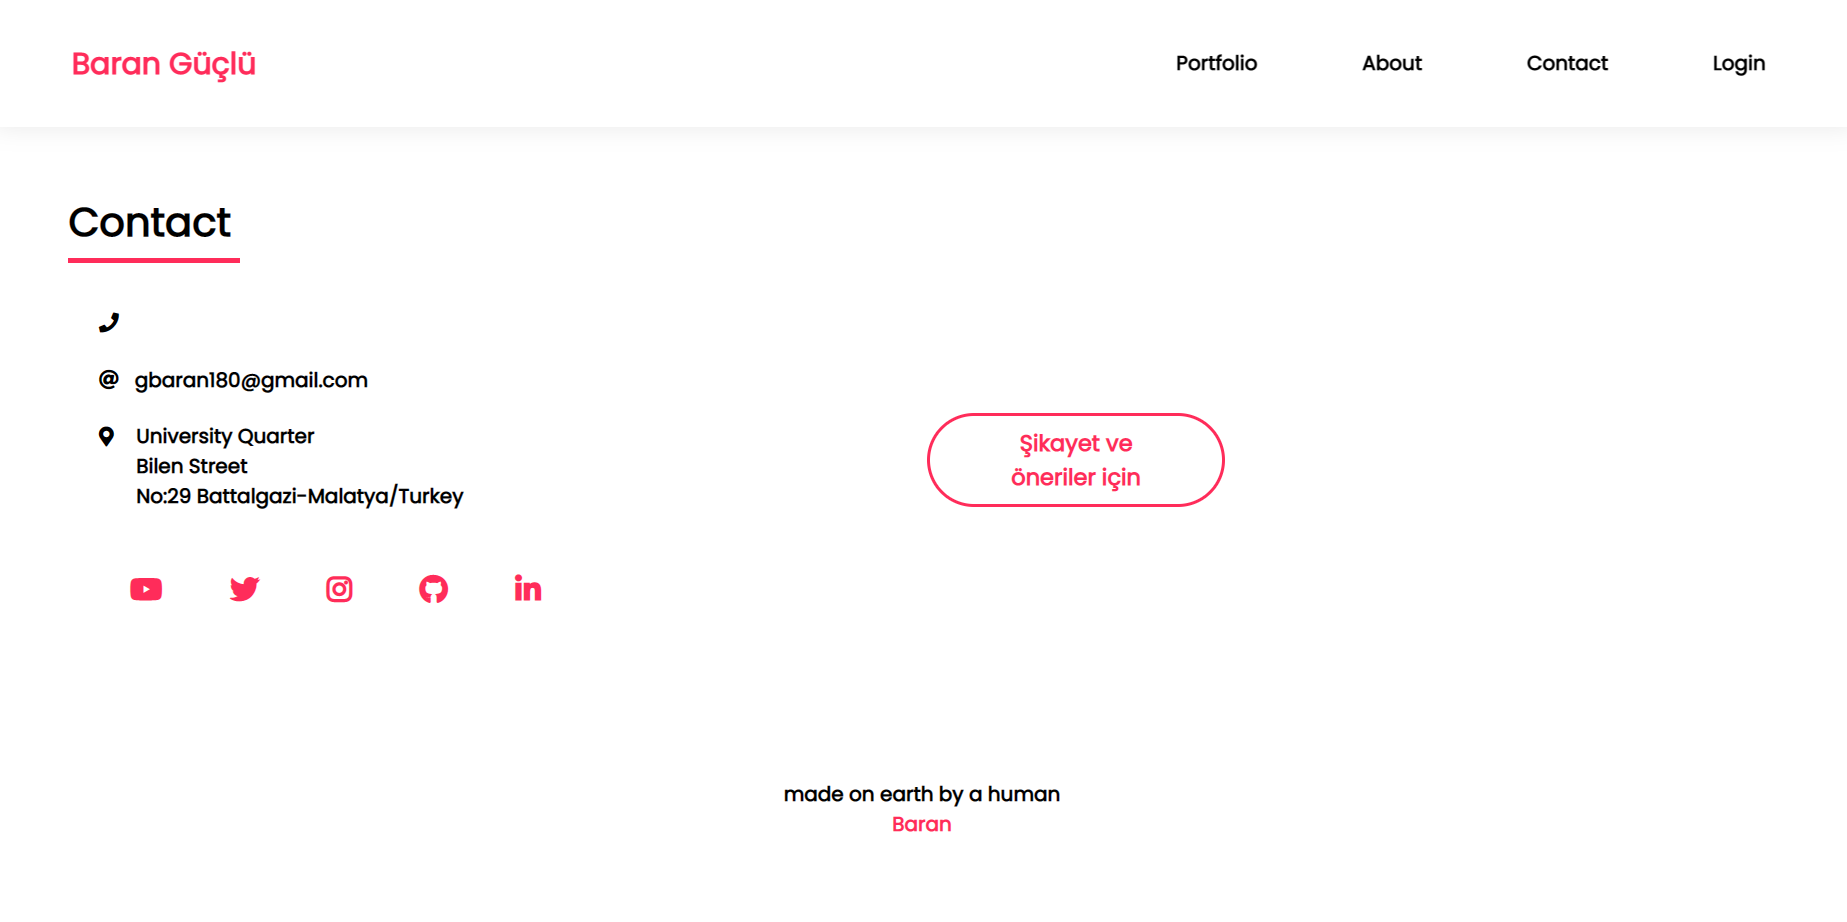 Baran Güçlü
Portfolio
About
Contact
Login
Contact
gbaran180@gmail.com
University Quarter
Bilen Street
No:29 Battalgazi-Malatya/Turkey
Şikayet ve
öneriler için
made on earth by a human
Baran